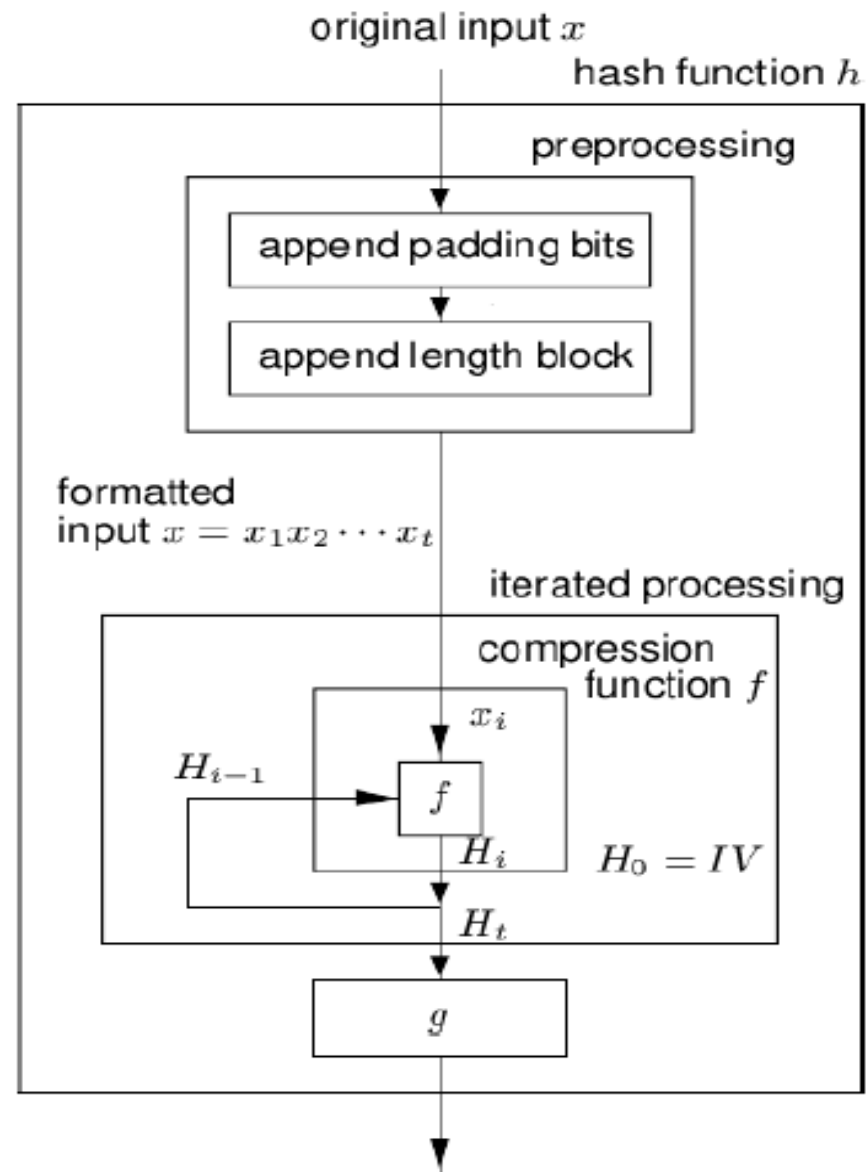 original input x
hash function h
preprocessing
append padding bits
append length block
formatted
input x = x₁x₂ · · · xₜ
iterated processing
compression
function f
xᵢ
Hᵢ₋₁
f
Hᵢ
H₀ = IV
Hₜ
g